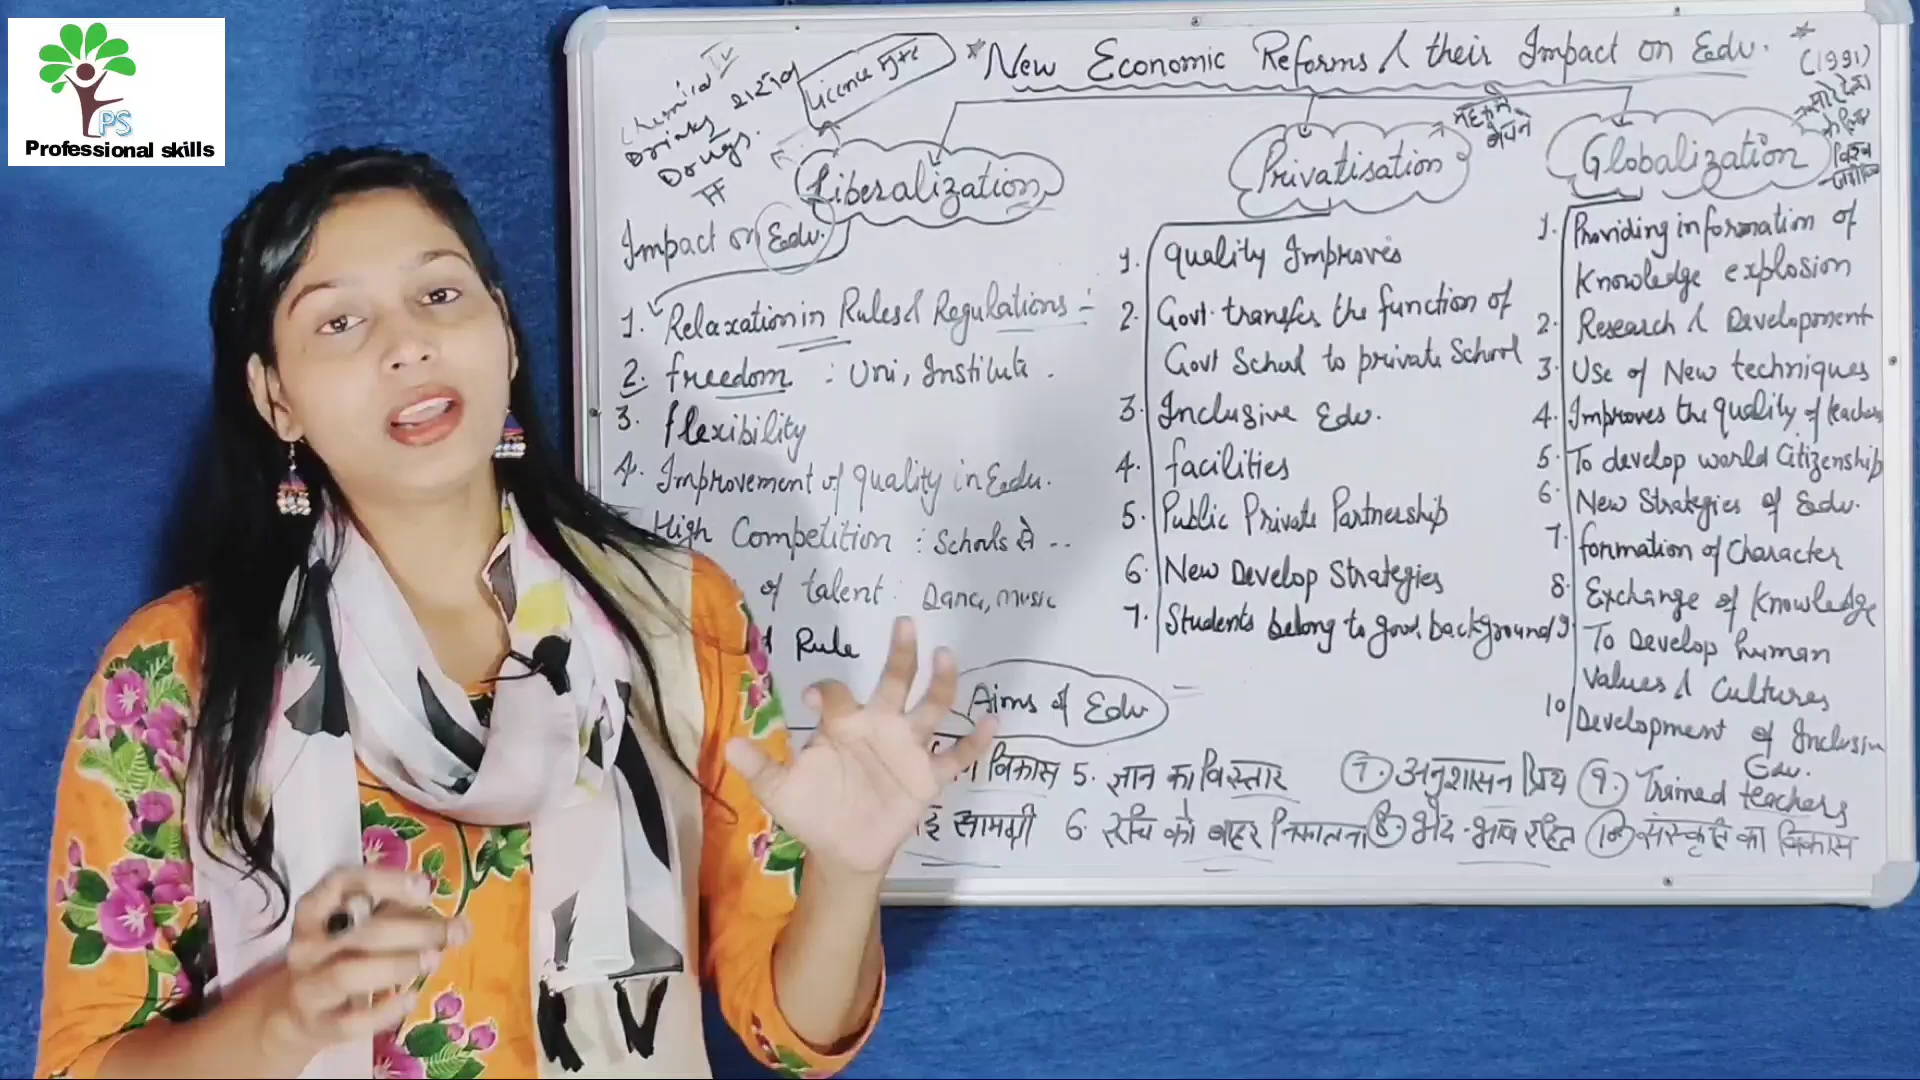 PS
Professional skills
*New Economic Reforms & their Impact on Edu. *
(1991)
Drinks
Drugs.
में
Licence
Liberalization
Impact on Edu.
1. Relaxation in Rules & Regulations :-
2. freedom : Uni, Institute.
3. flexibility
4. Improvement of quality in Edu.
High Competition : Schools से --
of talent : Dance, music
Rule
Privatisation
1. Quality Improves
2. Govt. transfer the function of
Govt School to private School
3. Inclusive Edu.
4. facilities
5. Public Private Partnership
6. New Develop Strategies
7. Students belong to good background
Globalization
1. Providing information of
Knowledge explosion
2. Research & Development
3. Use of New techniques
4. Improves the quality of teachers
5. To develop world Citizenship
6. New Strategies of Edu.
7. formation of Character
8. Exchange of Knowledge
9. To Develop human
Values & Cultures
10 Development of Inclusiv
Edu.
Aims of Edu
विकास 5. ज्ञान का विस्तार 7. अनुशासन प्रिय 9. Trained teachers
सामग्री 6. रूचि को बाहर निकालना 8. भेद-भाव रहित 10 संस्कृति का विकास